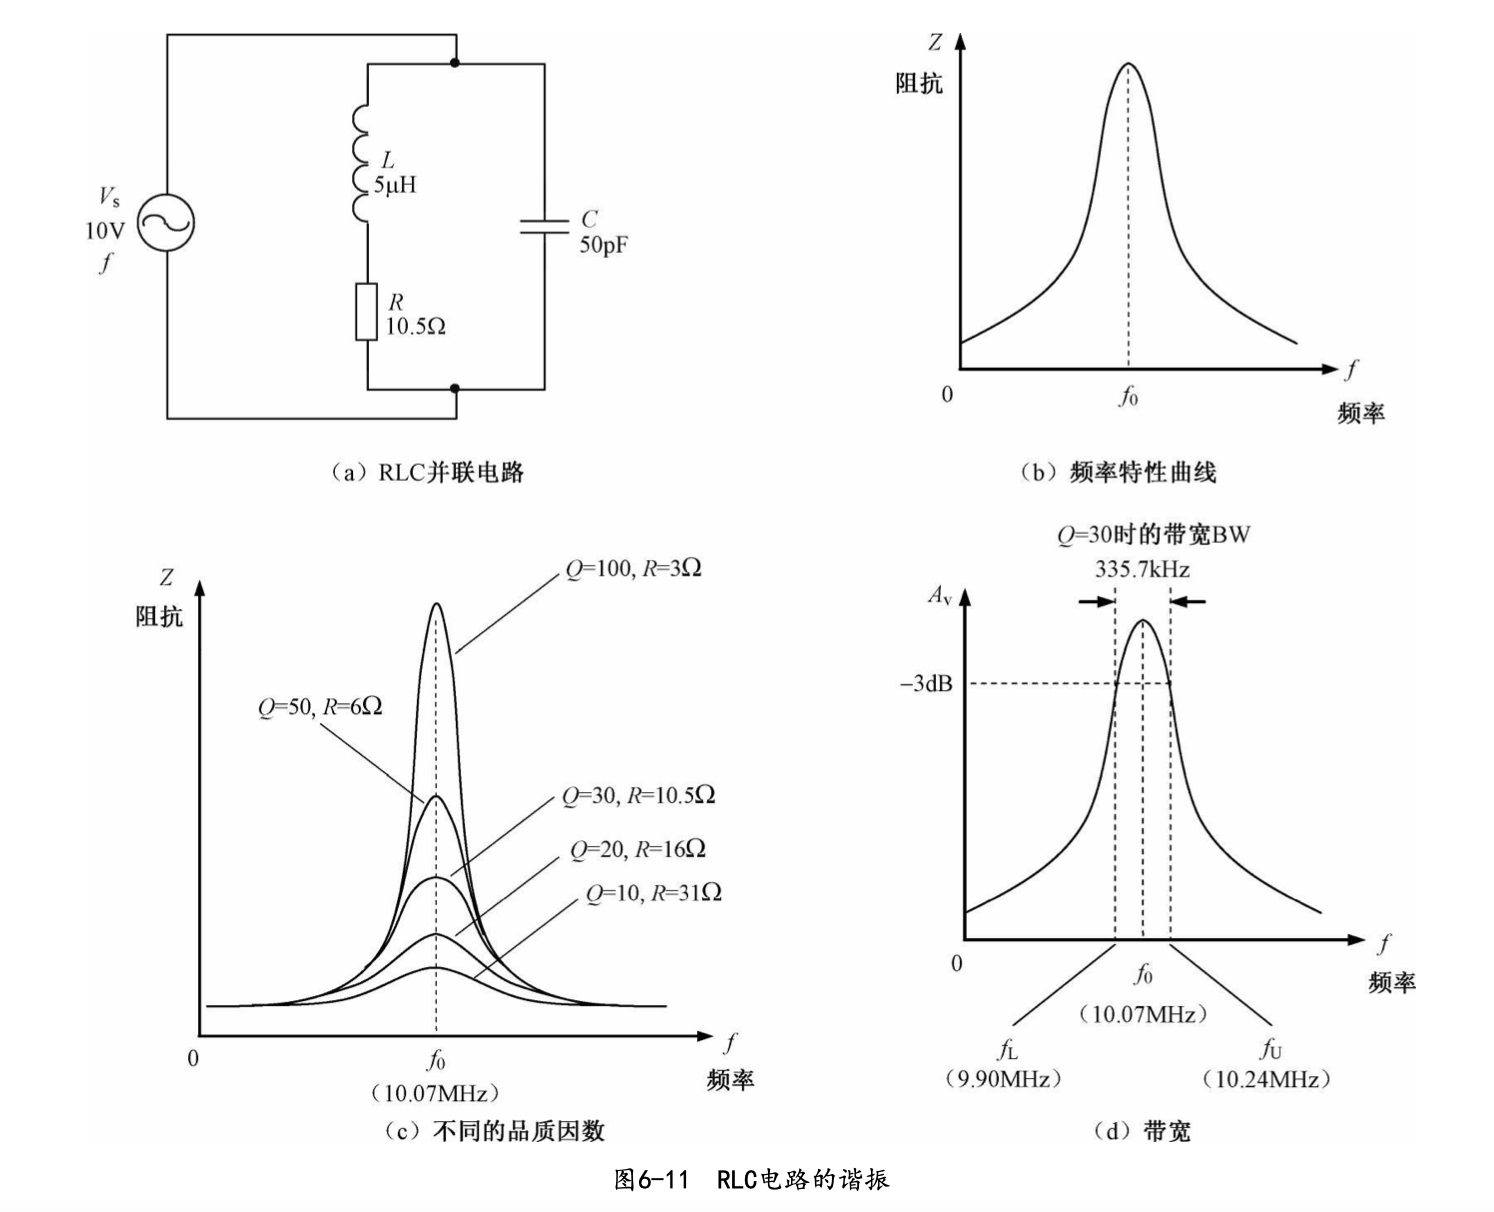 Vs
10V
f
L
5μH
R
10.5Ω
C
50pF
(a) RLC并联电路
Z
阻抗
0
f0
f
频率
(b) 频率特性曲线
Z
阻抗
Q=100, R=3Ω
Q=50, R=6Ω
Q=30, R=10.5Ω
Q=20, R=16Ω
Q=10, R=31Ω
0
f0
(10.07MHz)
f
频率
(c) 不同的品质因数
Q=30时的带宽BW
335.7kHz
Av
−3dB
0
f0
(10.07MHz)
f
频率
fL
(9.90MHz)
fU
(10.24MHz)
(d) 带宽
图6-11 RLC电路的谐振